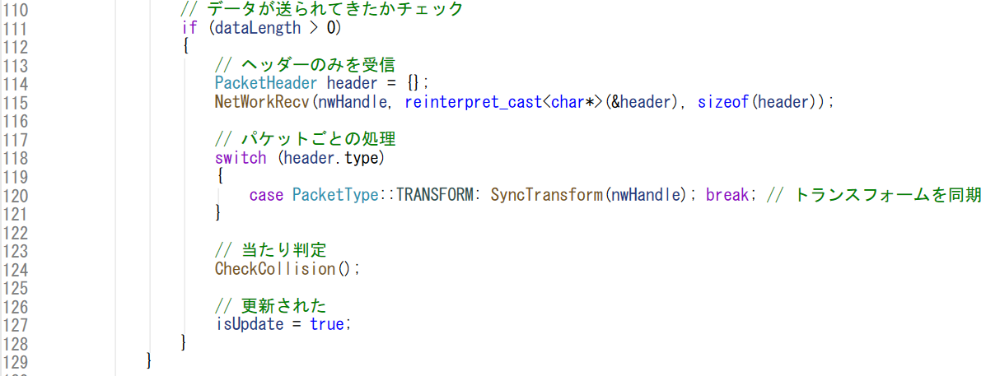 110 // データが送られてきたかチェック
111 if (dataLength > 0)
112 {
113 // ヘッダーのみを受信
114 PacketHeader header = {};
115 NetWorkRecv(nwHandle, reinterpret_cast<char*>(&header), sizeof(header));
116
117 // パケットごとの処理
118 switch (header.type)
119 {
120 case PacketType::TRANSFORM: SyncTransform(nwHandle); break; // トランスフォームを同期
121 }
122
123 // 当たり判定
124 CheckCollision();
125
126 // 更新された
127 isUpdate = true;
128 }
129 }